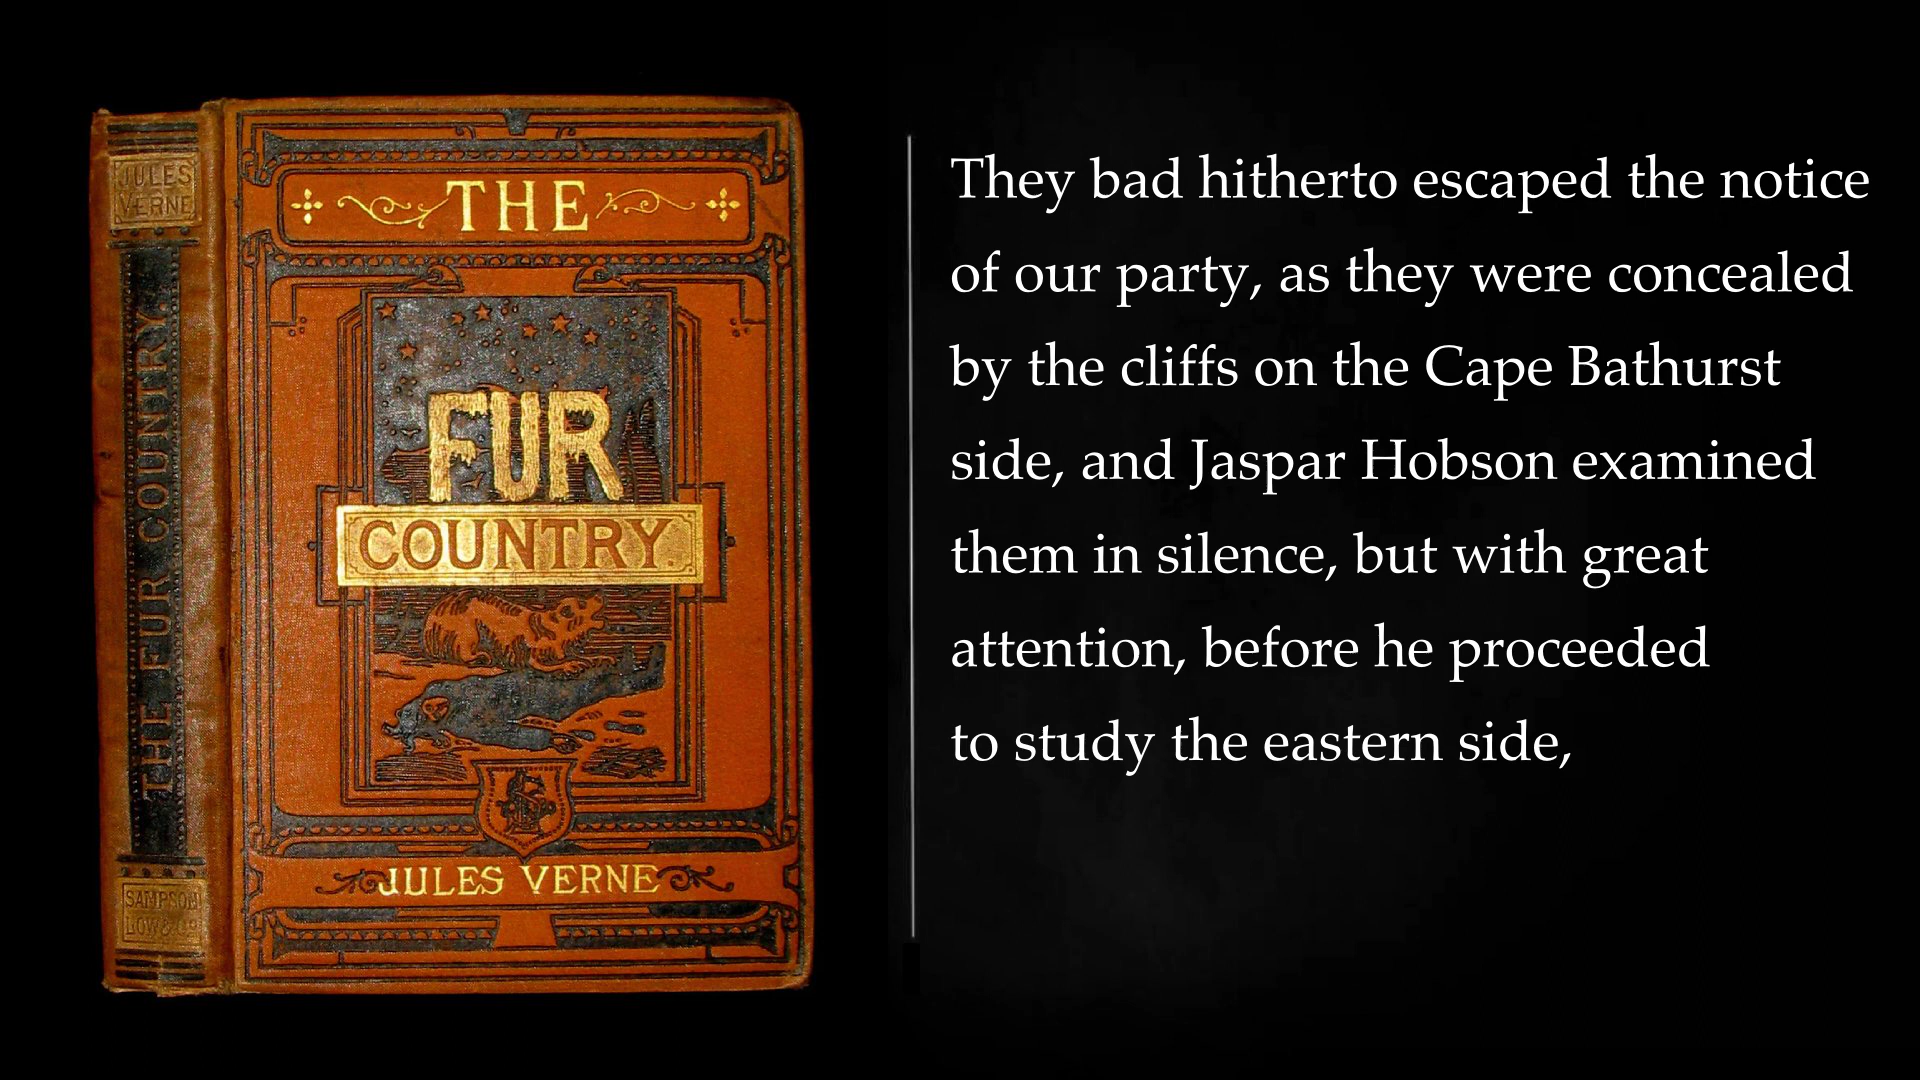 JULES
VERNE
THE FUR COUNTRY.
SAMPSON
LOW & Co
THE
FUR
COUNTRY.
JULES VERNE
They bad hitherto escaped the notice
of our party, as they were concealed
by the cliffs on the Cape Bathurst
side, and Jaspar Hobson examined
them in silence, but with great
attention, before he proceeded
to study the eastern side,